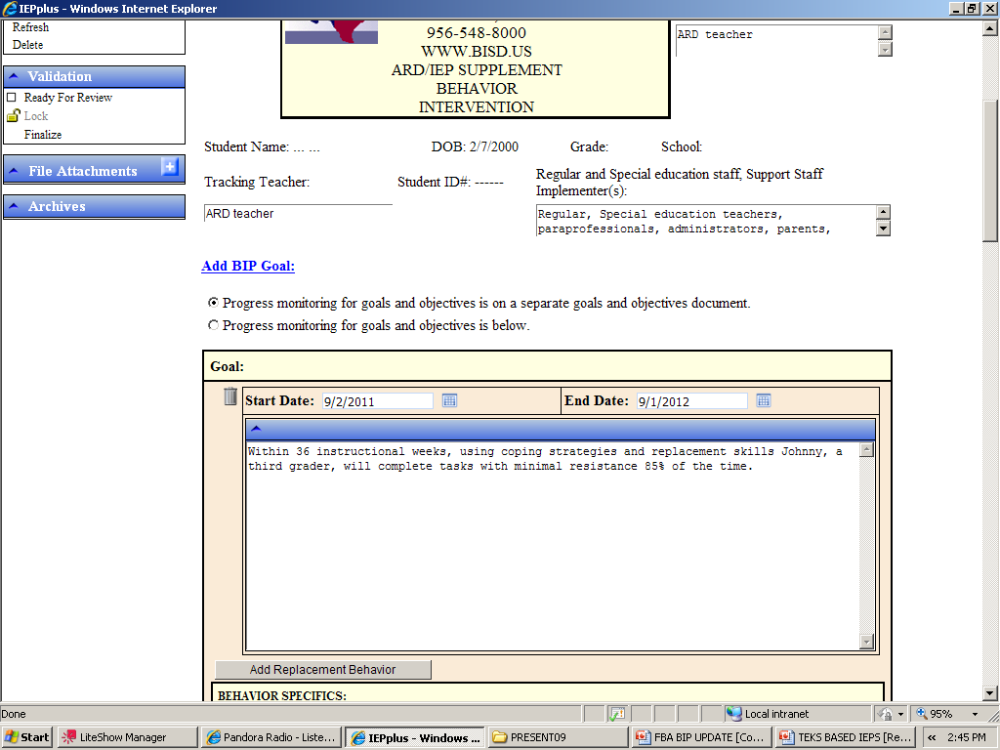 IEPplus - Windows Internet Explorer
Refresh
Delete
Validation
Ready For Review
Lock
Finalize
File Attachments
Archives
956-548-8000
WWW.BISD.US
ARD/IEP SUPPLEMENT
BEHAVIOR
INTERVENTION
ARD teacher
Student Name: ... ... DOB: 2/7/2000 Grade: School:
Tracking Teacher: Student ID#: ------
Regular and Special education staff, Support Staff
Implementer(s):
ARD teacher
Regular, Special education teachers,
paraprofessionals, administrators, parents,
Add BIP Goal:
Progress monitoring for goals and objectives is on a separate goals and objectives document.
Progress monitoring for goals and objectives is below.
Goal:
Start Date: 9/2/2011 End Date: 9/1/2012
Within 36 instructional weeks, using coping strategies and replacement skills Johnny, a
third grader, will complete tasks with minimal resistance 85% of the time.
Add Replacement Behavior
BEHAVIOR SPECIFICS:
Done Local intranet 95%
Start LiteShow Manager Pandora Radio - Liste... IEPplus - Windows ... PRESENT09 FBA BIP UPDATE [Co... TEKS BASED IEPS [Re... « 2:45 PM